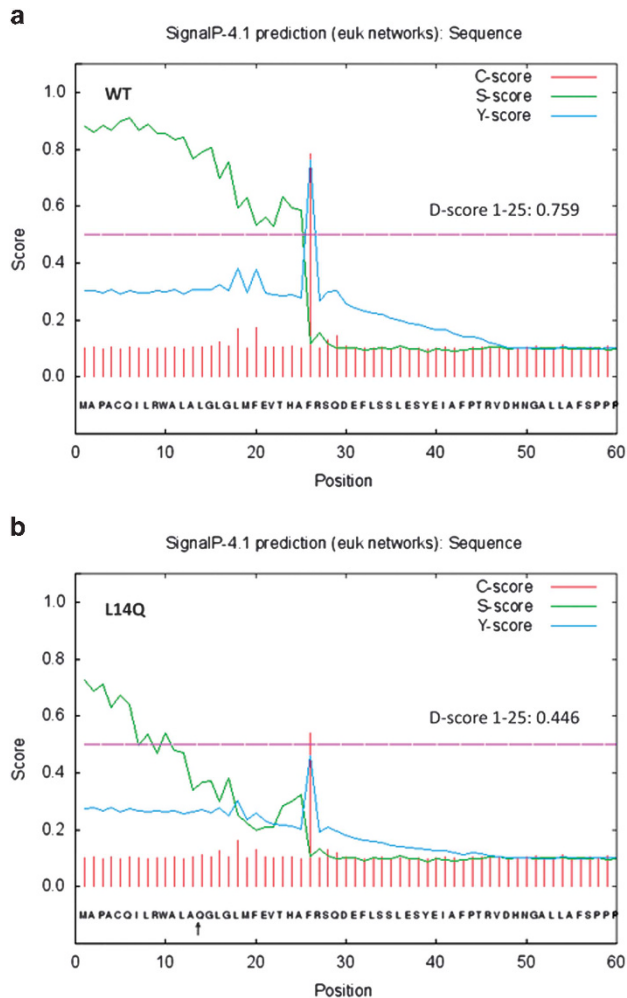 a
SignalP-4.1 prediction (euk networks): Sequence
WT
C-score
S-score
Y-score
D-score 1-25: 0.759
Score
1.0
0.8
0.6
0.4
0.2
0.0
MAPACQILRWALALGLGLMFEVTHAFRSQDEFLSSLESYEIAFPTRVDHNGALLAFSPPP
0 10 20 30 40 50 60
Position
b
SignalP-4.1 prediction (euk networks): Sequence
L14Q
C-score
S-score
Y-score
D-score 1-25: 0.446
Score
1.0
0.8
0.6
0.4
0.2
0.0
MAPACQILRWALAQGLGLMFEVTHAFRSQDEFLSSLESYEIAFPTRVDHNGALLAFSPPP
0 10 20 30 40 50 60
Position